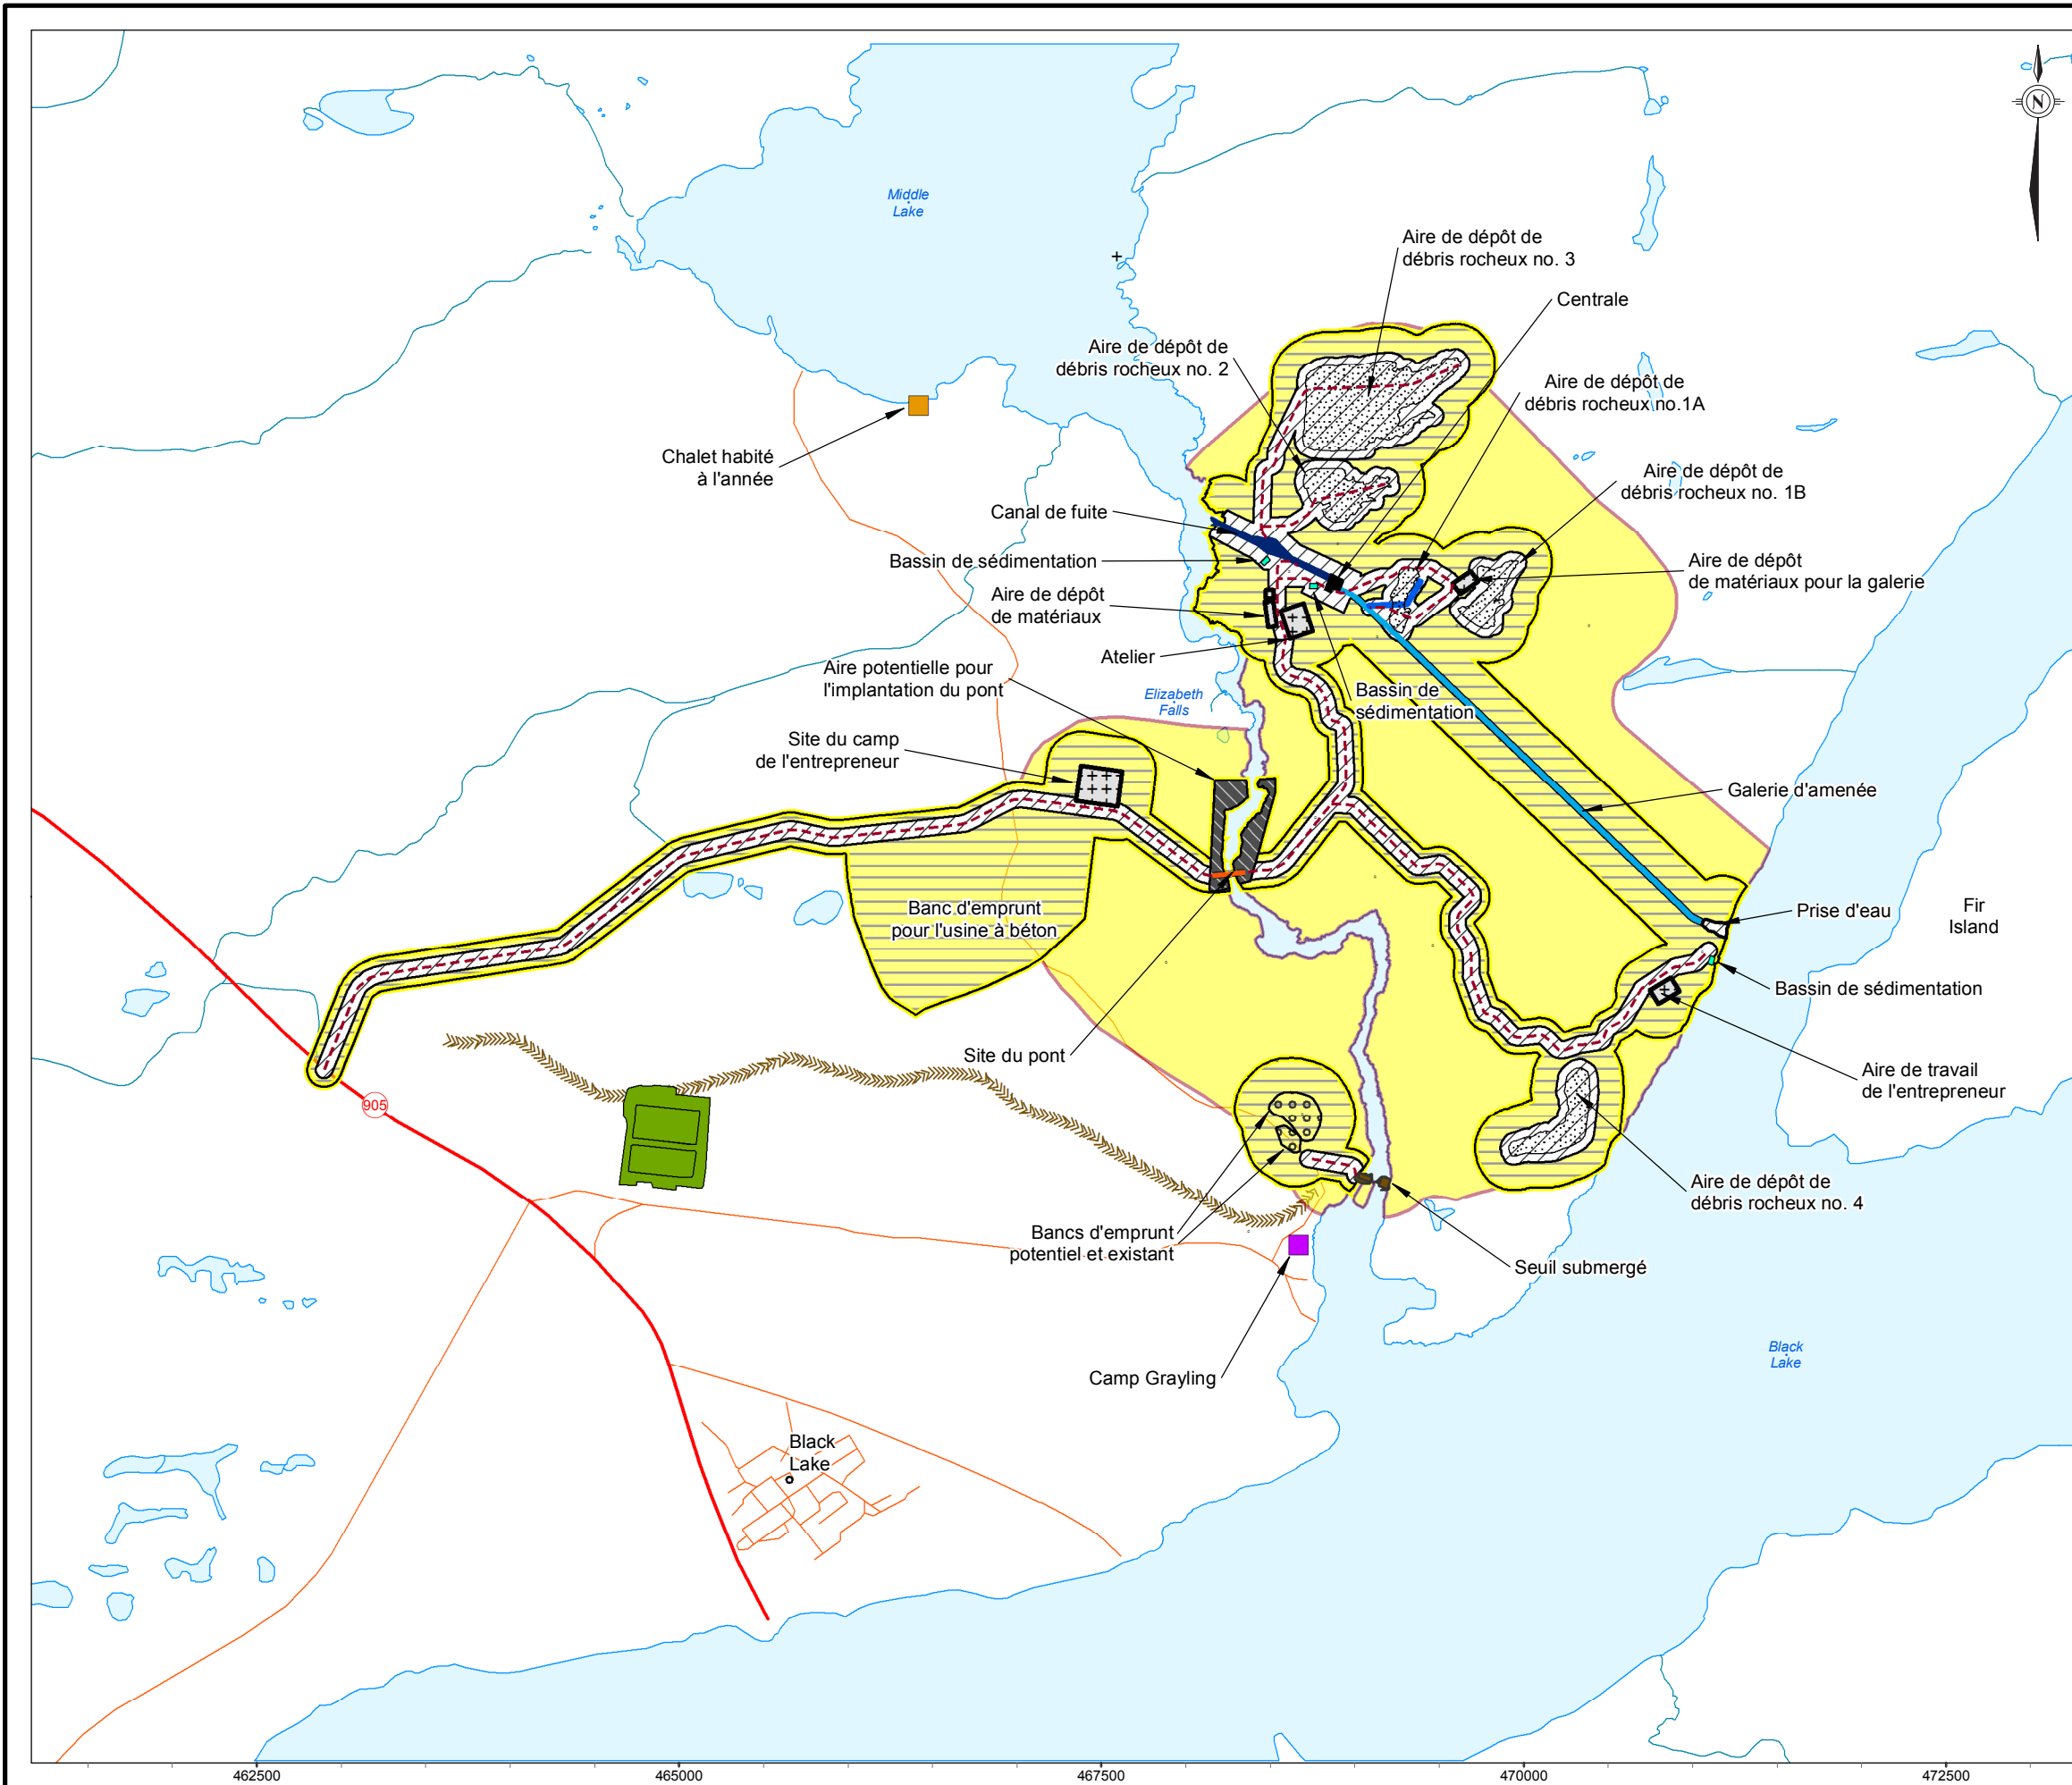 N
Middle
Lake
Aire de dépôt de
débris rocheux no. 3
Centrale
Aire de dépôt de
débris rocheux no. 2
Aire de dépôt de
débris rocheux no.1A
Chalet habité
à l'année
Aire de dépôt de
débris rocheux no. 1B
Canal de fuite
Bassin de sédimentation
Aire de dépôt
de matériaux pour la galerie
Aire de dépôt
de matériaux
Atelier
Aire potentielle pour
l'implantation du pont
Elizabeth
Falls
Bassin de
sédimentation
Site du camp
de l'entrepreneur
Galerie d'amenée
Banc d'emprunt
pour l'usine à béton
Prise d'eau
Fir
Island
Bassin de sédimentation
Site du pont
Aire de travail
de l'entrepreneur
905
Aire de dépôt de
débris rocheux no. 4
Bancs d'emprunt
potentiel et existant
Seuil submergé
Black
Lake
Camp Grayling
Black
Lake
462500
465000
467500
470000
472500